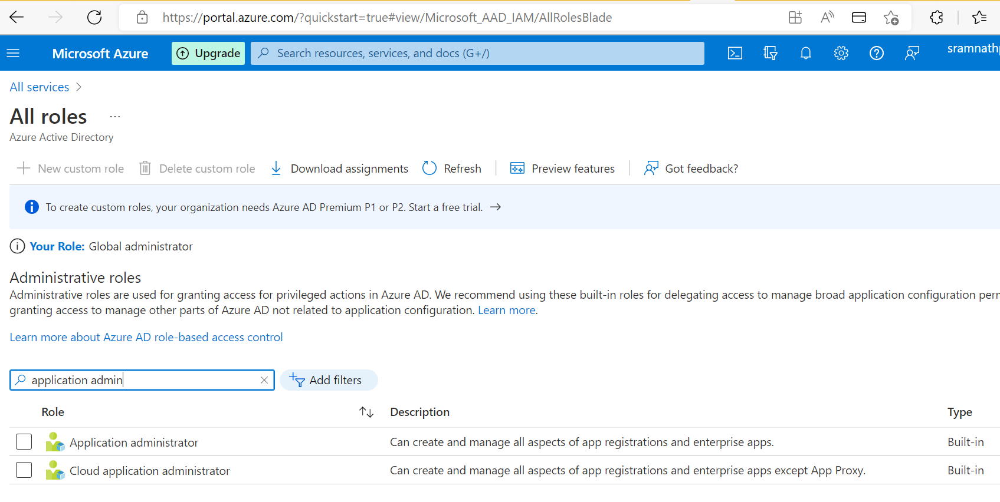 https://portal.azure.com/?quickstart=true#view/Microsoft_AAD_IAM/AllRolesBlade
Microsoft Azure Upgrade Search resources, services, and docs (G+/) sramnath
All services >
All roles ...
Azure Active Directory
New custom role Delete custom role Download assignments Refresh Preview features Got feedback?
To create custom roles, your organization needs Azure AD Premium P1 or P2. Start a free trial. →
Your Role: Global administrator
Administrative roles
Administrative roles are used for granting access for privileged actions in Azure AD. We recommend using these built-in roles for delegating access to manage broad application configuration
granting access to manage other parts of Azure AD not related to application configuration. Learn more.
Learn more about Azure AD role-based access control
application admin Add filters
Role Description Type
Application administrator Can create and manage all aspects of app registrations and enterprise apps. Built-in
Cloud application administrator Can create and manage all aspects of app registrations and enterprise apps except App Proxy. Built-in